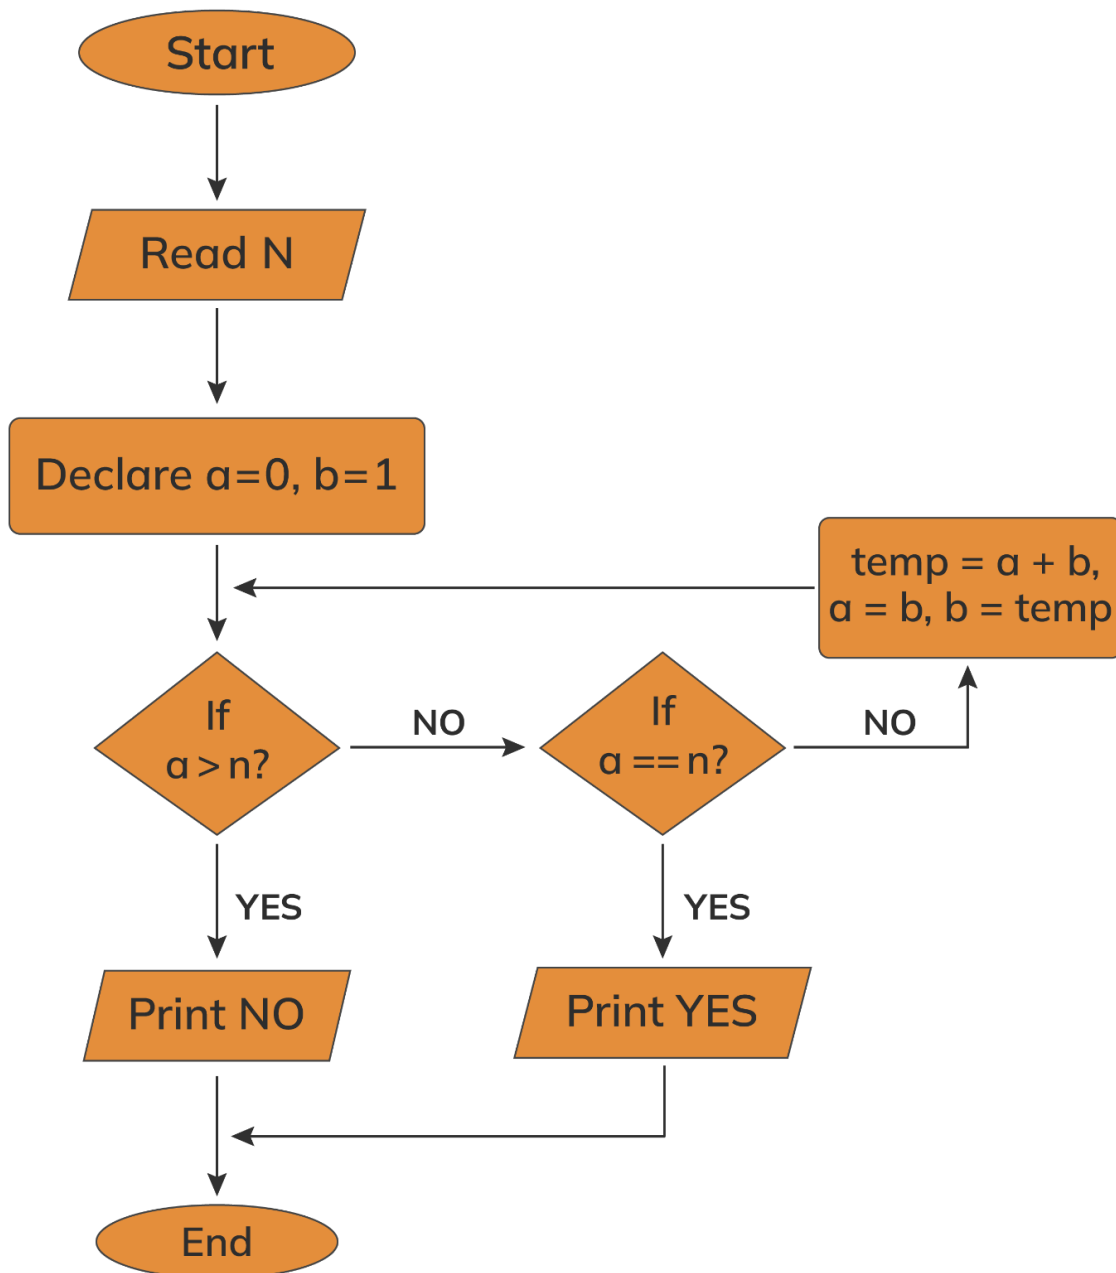 Start
Read N
Declare a=0, b=1
temp = a + b,
a = b, b = temp
If
a > n?
NO
If
a == n?
NO
YES
YES
Print NO
Print YES
End